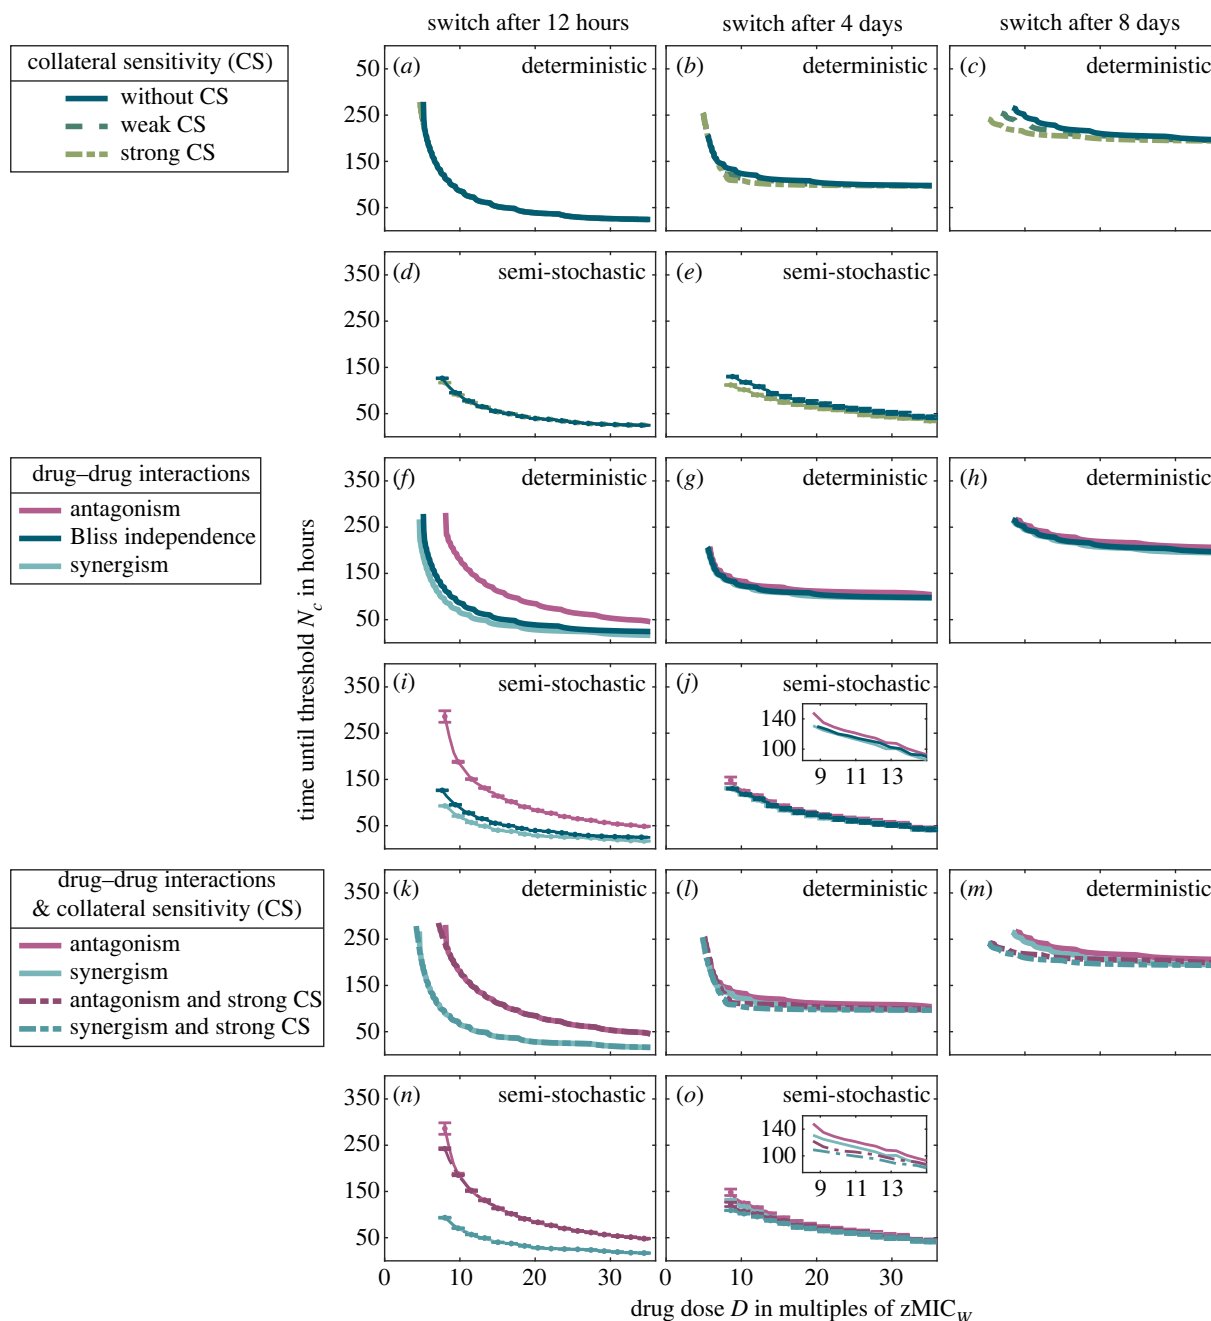 switch after 12 hours
switch after 4 days
switch after 8 days
collateral sensitivity (CS)
without CS
weak CS
strong CS
(a)
deterministic
50
250
150
50
(b)
deterministic
(c)
deterministic
(d)
semi-stochastic
350
250
150
50
(e)
semi-stochastic
drug–drug interactions
antagonism
Bliss independence
synergism
time until threshold N_c in hours
(f)
deterministic
350
250
150
50
(g)
deterministic
(h)
deterministic
(i)
semi-stochastic
350
250
150
50
(j)
semi-stochastic
140
100
9 11 13
drug–drug interactions
& collateral sensitivity (CS)
antagonism
synergism
antagonism and strong CS
synergism and strong CS
(k)
deterministic
350
250
150
50
(l)
deterministic
(m)
deterministic
(n)
semi-stochastic
350
250
150
50
0 10 20 30
(o)
semi-stochastic
140
100
9 11 13
10 20 30
drug dose D in multiples of zMIC_W